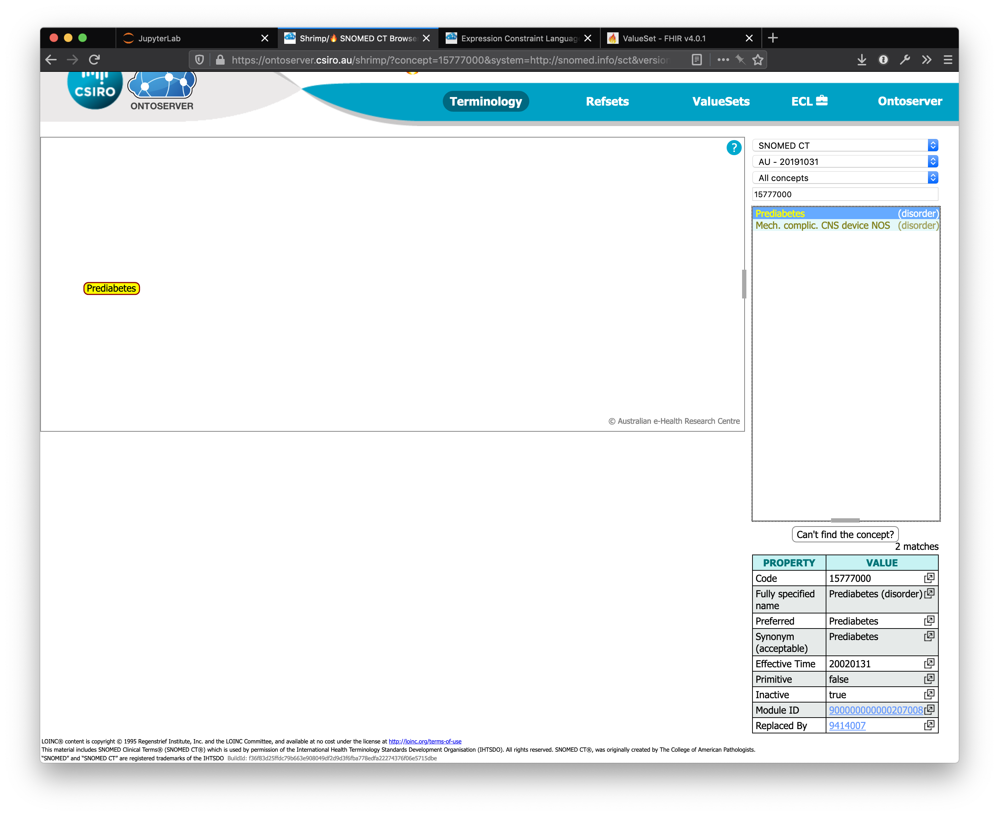 JupyterLab
Shrimp/🔥 SNOMED CT Browse
Expression Constraint Languag
ValueSet - FHIR v4.0.1
https://ontoserver.csiro.au/shrimp/?concept=15777000&system=http://snomed.info/sct&version
CSIRO
ONTOSERVER
Terminology
Refsets
ValueSets
ECL
Ontoserver
?
Prediabetes
© Australian e-Health Research Centre
SNOMED CT
AU - 20191031
All concepts
15777000
Prediabetes (disorder)
Mech. complic. CNS device NOS (disorder)
Can't find the concept?
2 matches
PROPERTY VALUE
Code 15777000
Fully specified name Prediabetes (disorder)
Preferred Prediabetes
Synonym (acceptable) Prediabetes
Effective Time 20020131
Primitive false
Inactive true
Module ID 900000000000207008
Replaced By 9414007
LOINC® content is copyright © 1995 Regenstrief Institute, Inc. and the LOINC Committee, and available at no cost under the license at http://loinc.org/terms-of-use
This material includes SNOMED Clinical Terms® (SNOMED CT®) which is used by permission of the International Health Terminology Standards Development Organisation (IHTSDO). All rights reserved. SNOMED CT®, was originally created by The College of American Pathologists.
“SNOMED” and “SNOMED CT” are registered trademarks of the IHTSDO BuildId: f36f83d25ffdc79b663e908049df2d9d3f6fba778edfa22274376f06e5715dbe